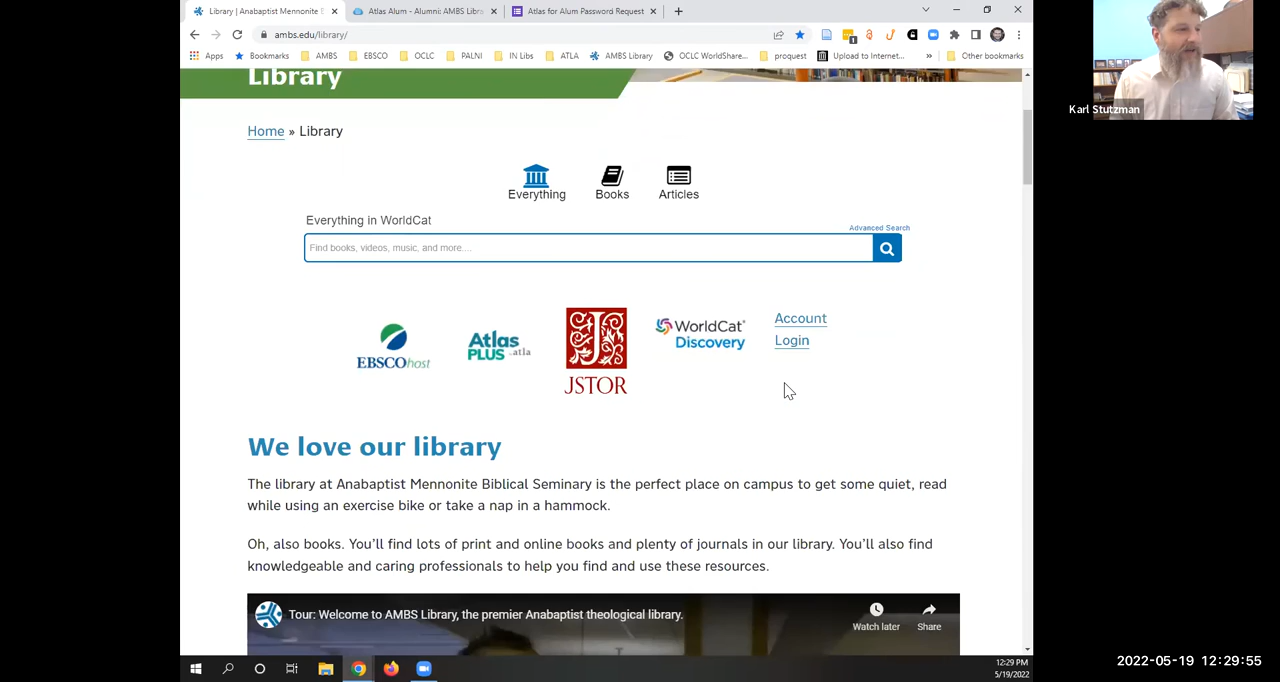 Library | Anabaptist Mennonite B
Atlas Alum - Alumni: AMBS Libra
Atlas for Alum Password Request
ambs.edu/library/
Apps
Bookmarks
AMBS
EBSCO
OCLC
PALNI
IN Libs
ATLA
AMBS Library
OCLC WorldShare...
proquest
Upload to Internet...
»
Other bookmarks
Karl Stutzman
Library
Home » Library
Everything
Books
Articles
Everything in WorldCat
Advanced Search
Find books, videos, music, and more....
EBSCOhost
Atlas
PLUS .atla
JSTOR
WorldCat
Discovery
Account
Login
We love our library
The library at Anabaptist Mennonite Biblical Seminary is the perfect place on campus to get some quiet, read
while using an exercise bike or take a nap in a hammock.
Oh, also books. You'll find lots of print and online books and plenty of journals in our library. You'll also find
knowledgeable and caring professionals to help you find and use these resources.
Tour: Welcome to AMBS Library, the premier Anabaptist theological library.
Watch later
Share
12:29 PM
5/19/2022
2022-05-19 12:29:55